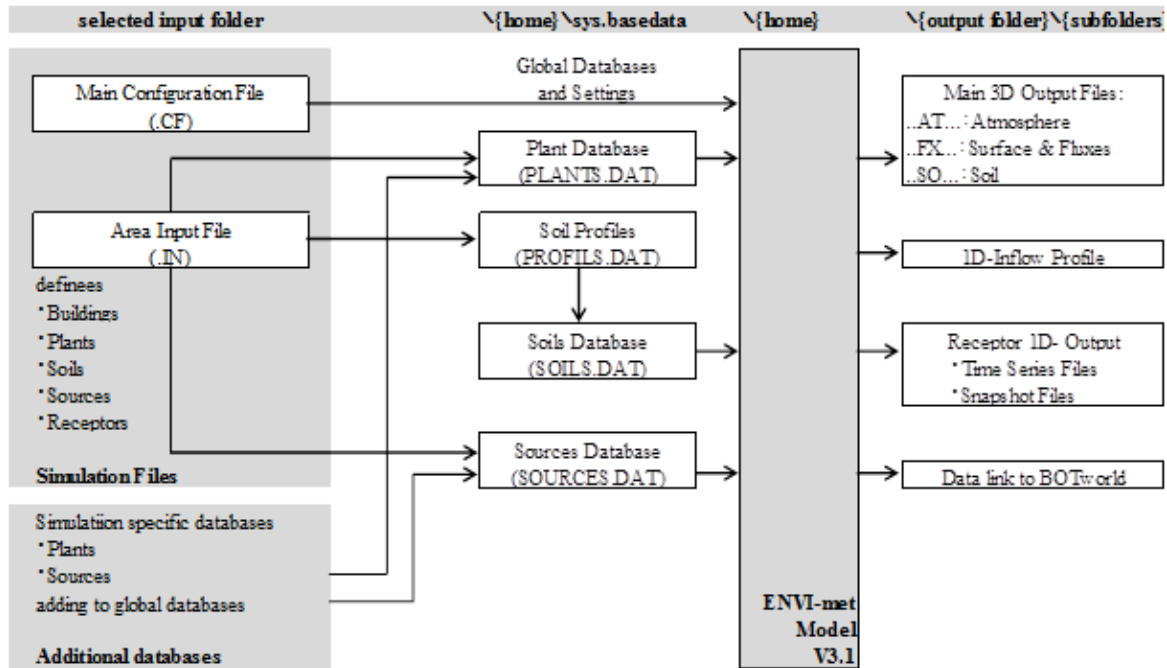 selected input folder
\{home}\sys.basedata
\{home}
\{output folder}\{subfolders}
Main Configuration File
(.CF)
Global Databases
and Settings
Main 3D Output Files:
..AT...: Atmosphere
..FX...: Surface & Fluxes
..SO...: Soil
Plant Database
(PLANTS.DAT)
Area Input File
(.IN)
Soil Profiles
(PROFILS.DAT)
1D-Inflow Profile
definees
･Buildings
･Plants
･Soils
･Sources
･Receptors
Soils Database
(SOILS.DAT)
Receptor 1D- Output
･Time Series Files
･Snapshot Files
Sources Database
(SOURCES.DAT)
Data link to BOTworld
Simulation Files
Simulatiion specific databases
･Plants
･Sources
adding to global databases
Additional databases
ENVI-met
Model
V3.1